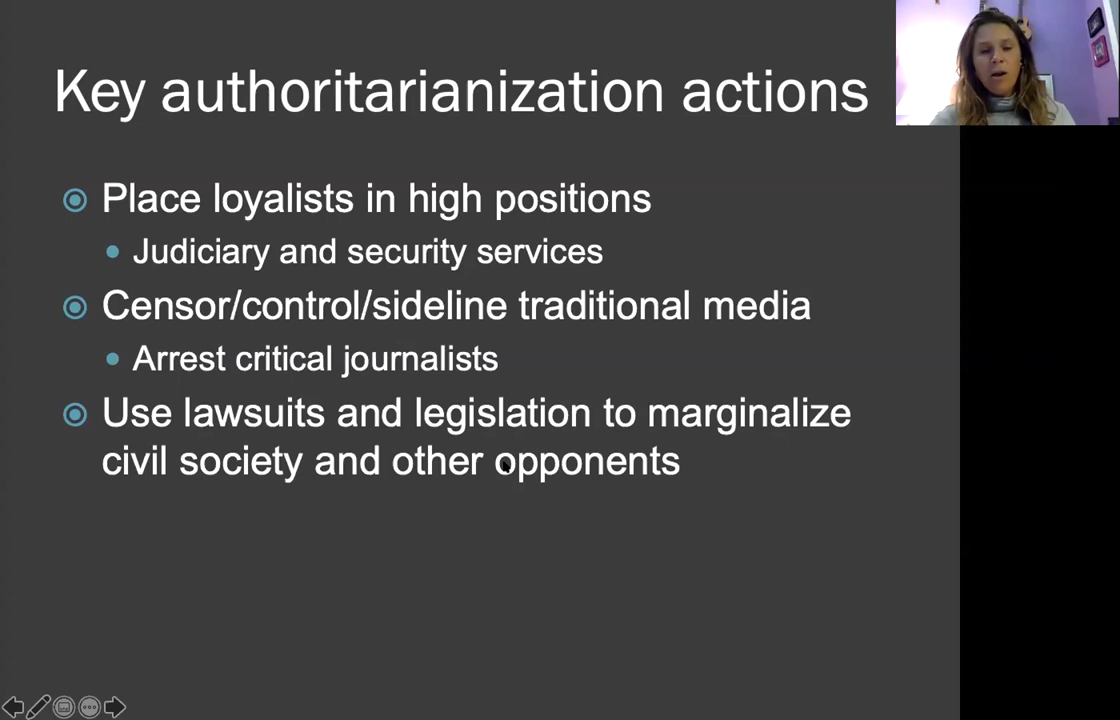 Key authoritarianization actions
Place loyalists in high positions
Judiciary and security services
Censor/control/sideline traditional media
Arrest critical journalists
Use lawsuits and legislation to marginalize
civil society and other opponents